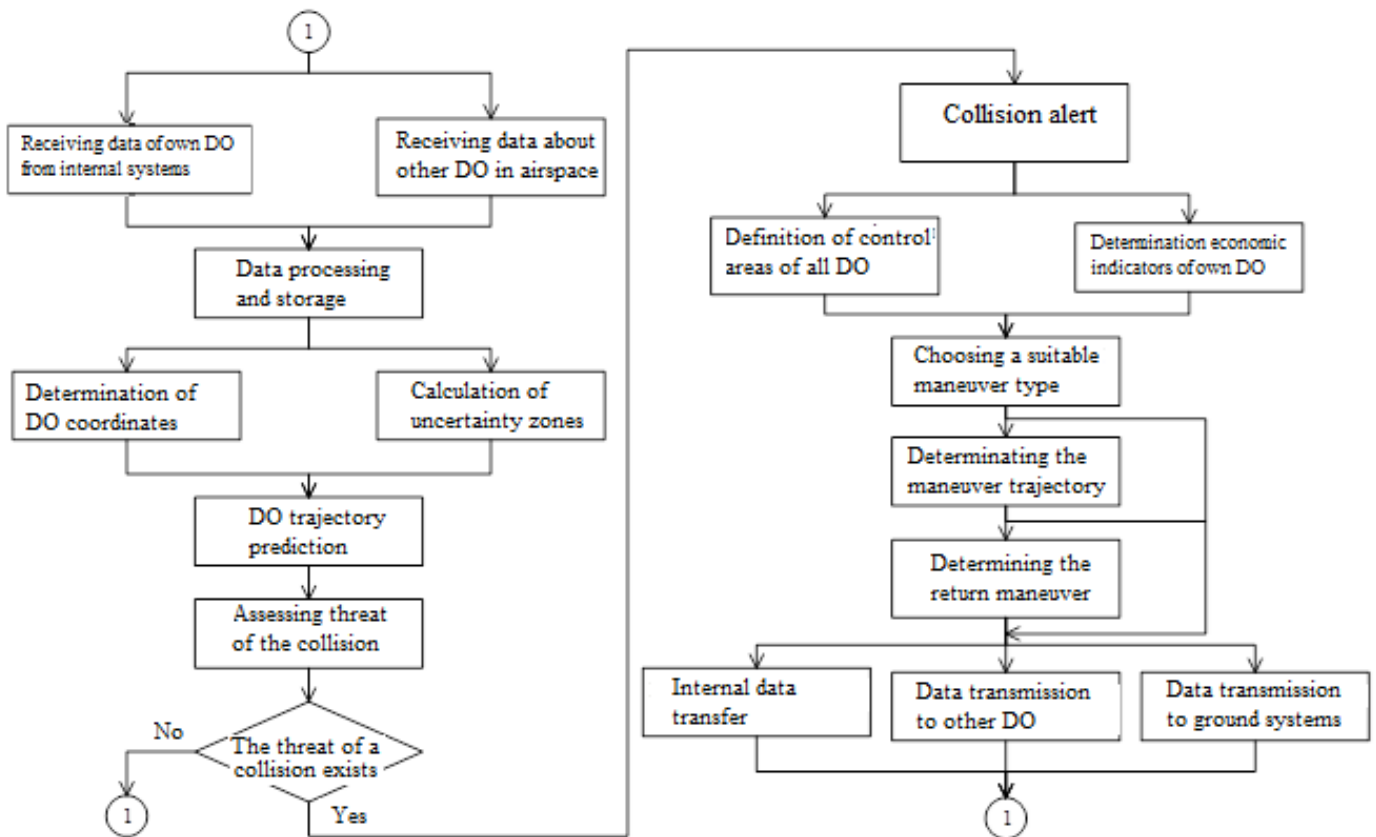 1
Receiving data of own DO
from internal systems
Receiving data about
other DO in airspace
Data processing
and storage
Determination of
DO coordinates
Calculation of
uncertainty zones
DO trajectory
prediction
Assessing threat
of the collision
The threat of a
collision exists
No
1
Yes
Collision alert
Definition of control
areas of all DO
Determination economic
indicators of own DO
Choosing a suitable
maneuver type
Determinating the
maneuver trajectory
Determining the
return maneuver
Internal data
transfer
Data transmission
to other DO
Data transmission
to ground systems
1